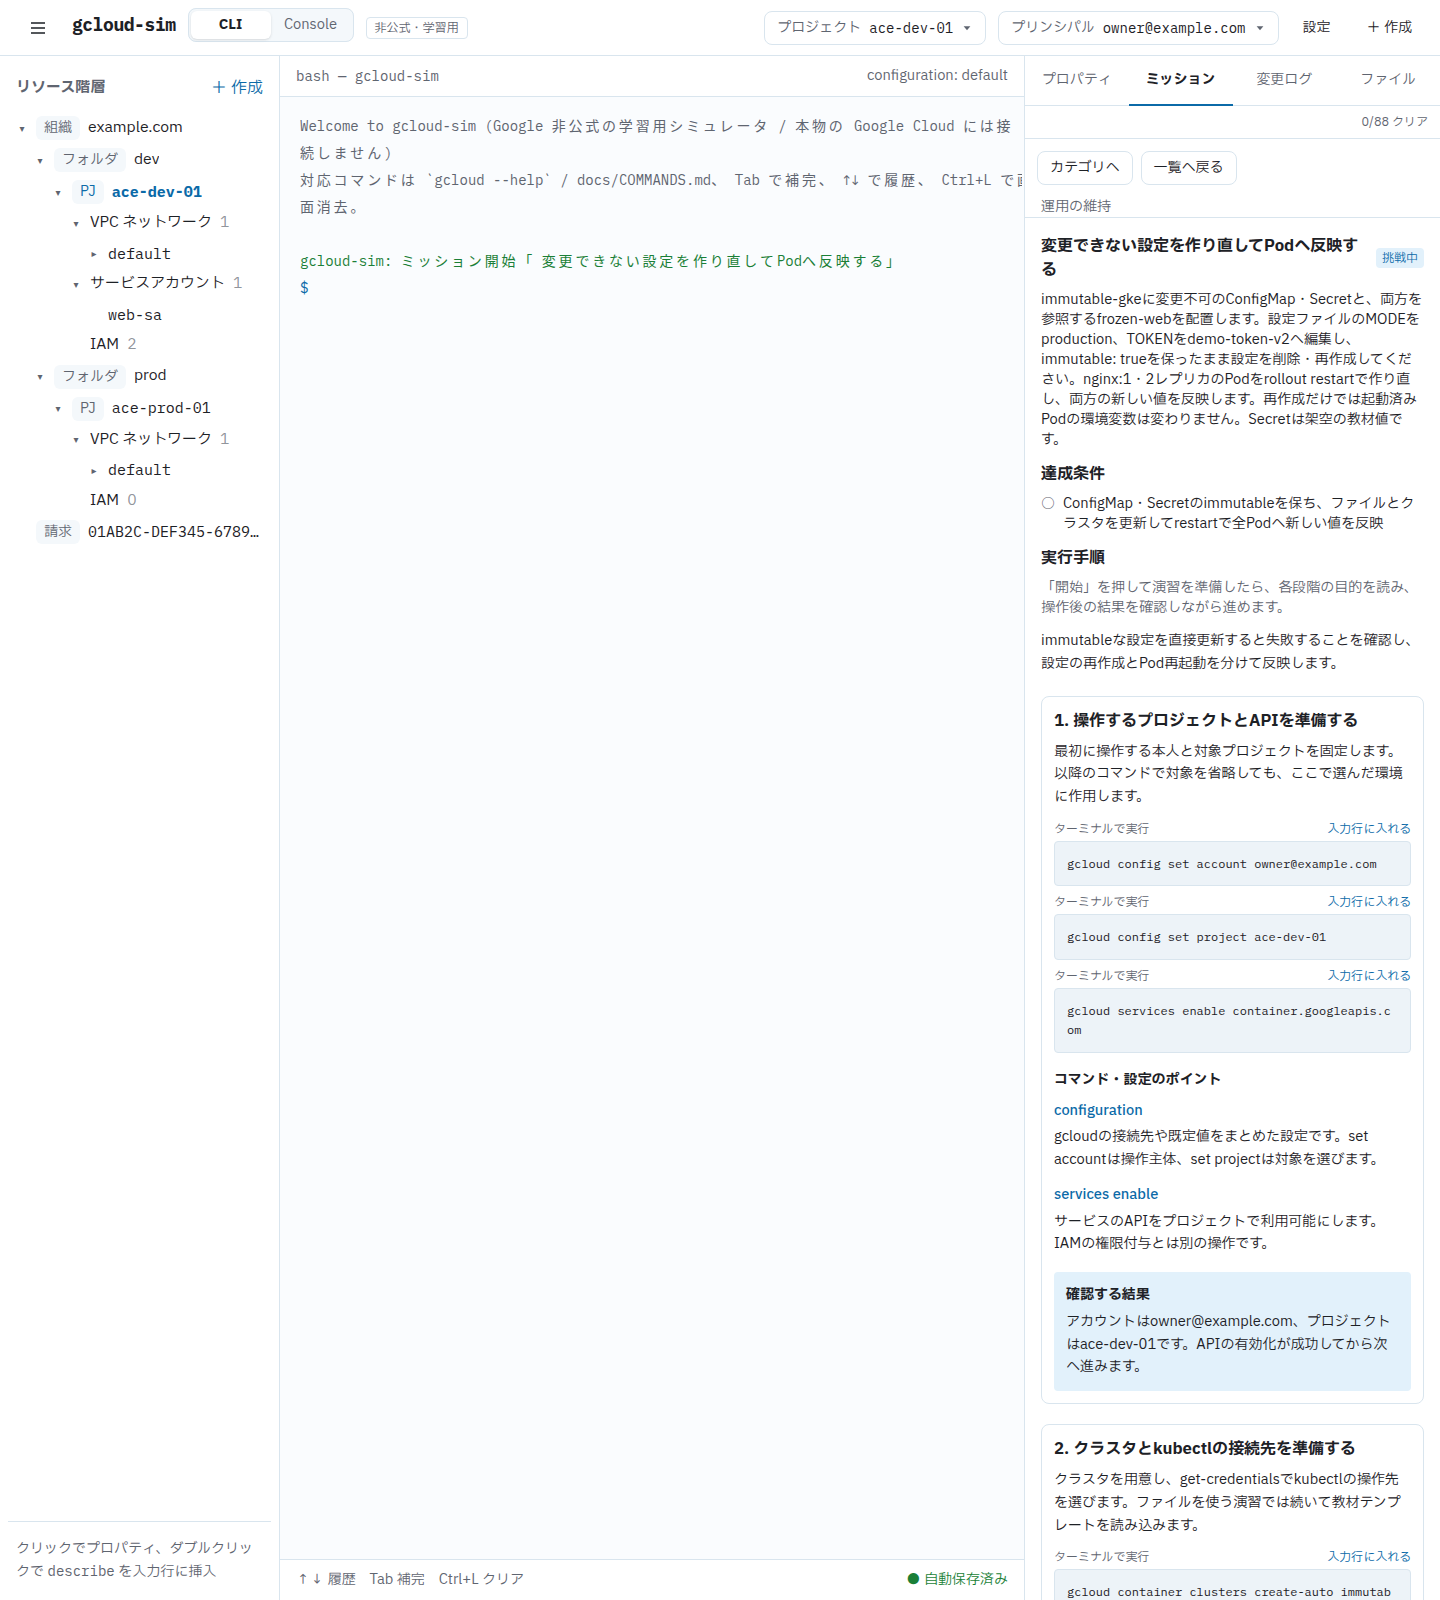 gcloud-sim CLI Console 非公式・学習用 プロジェクト ace-dev-01 プリンシパル owner@example.com 設定 ＋ 作成
リソース階層 ＋ 作成
組織 example.com
フォルダ dev
PJ ace-dev-01
VPC ネットワーク 1
default
サービスアカウント 1
web-sa
IAM 2
フォルダ prod
PJ ace-prod-01
VPC ネットワーク 1
default
IAM 0
請求 01AB2C-DEF345-6789…
クリックでプロパティ、ダブルクリッ
クで describe を入力行に挿入
bash — gcloud-sim configuration: default
Welcome to gcloud-sim (Google 非公式の学習用シミュレータ / 本物の Google Cloud には接
続しません)
対応コマンドは `gcloud --help` / docs/COMMANDS.md、 Tab で補完、 ↑↓ で履歴、 Ctrl+L で画
面消去。
gcloud-sim: ミッション開始「 変更できない設定を作り直してPodへ反映する」
$
↑↓ 履歴 Tab 補完 Ctrl+L クリア ● 自動保存済み
プロパティ ミッション 変更ログ ファイル
0/88 クリア
カテゴリへ 一覧へ戻る
運用の維持
変更できない設定を作り直してPodへ反映す
る
挑戦中
immutable-gkeに変更不可のConfigMap・Secretと、両方を
参照するfrozen-webを配置します。設定ファイルのMODEを
production、TOKENをdemo-token-v2へ編集し、
immutable: trueを保ったまま設定を削除・再作成してくだ
さい。nginx:1・2レプリカのPodをrollout restartで作り直
し、両方の新しい値を反映します。再作成だけでは起動済み
Podの環境変数は変わりません。Secretは架空の教材値で
す。
達成条件
○ ConfigMap・Secretのimmutableを保ち、ファイルとク
ラスタを更新してrestartで全Podへ新しい値を反映
実行手順
「開始」を押して演習を準備したら、各段階の目的を読み、
操作後の結果を確認しながら進めます。
immutableな設定を直接更新すると失敗することを確認し、
設定の再作成とPod再起動を分けて反映します。
1. 操作するプロジェクトとAPIを準備する
最初に操作する本人と対象プロジェクトを固定します。
以降のコマンドで対象を省略しても、ここで選んだ環境
に作用します。
ターミナルで実行 入力行に入れる
gcloud config set account owner@example.com
ターミナルで実行 入力行に入れる
gcloud config set project ace-dev-01
ターミナルで実行 入力行に入れる
gcloud services enable container.googleapis.c
om
コマンド・設定のポイント
configuration
gcloudの接続先や既定値をまとめた設定です。set
accountは操作主体、set projectは対象を選びます。
services enable
サービスのAPIをプロジェクトで利用可能にします。
IAMの権限付与とは別の操作です。
確認する結果
アカウントはowner@example.com、プロジェクト
はace-dev-01です。APIの有効化が成功してから次
へ進みます。
2. クラスタとkubectlの接続先を準備する
クラスタを用意し、get-credentialsでkubectlの操作先
を選びます。ファイルを使う演習では続いて教材テンプ
レートを読み込みます。
ターミナルで実行 入力行に入れる
gcloud container clusters create-auto immutab